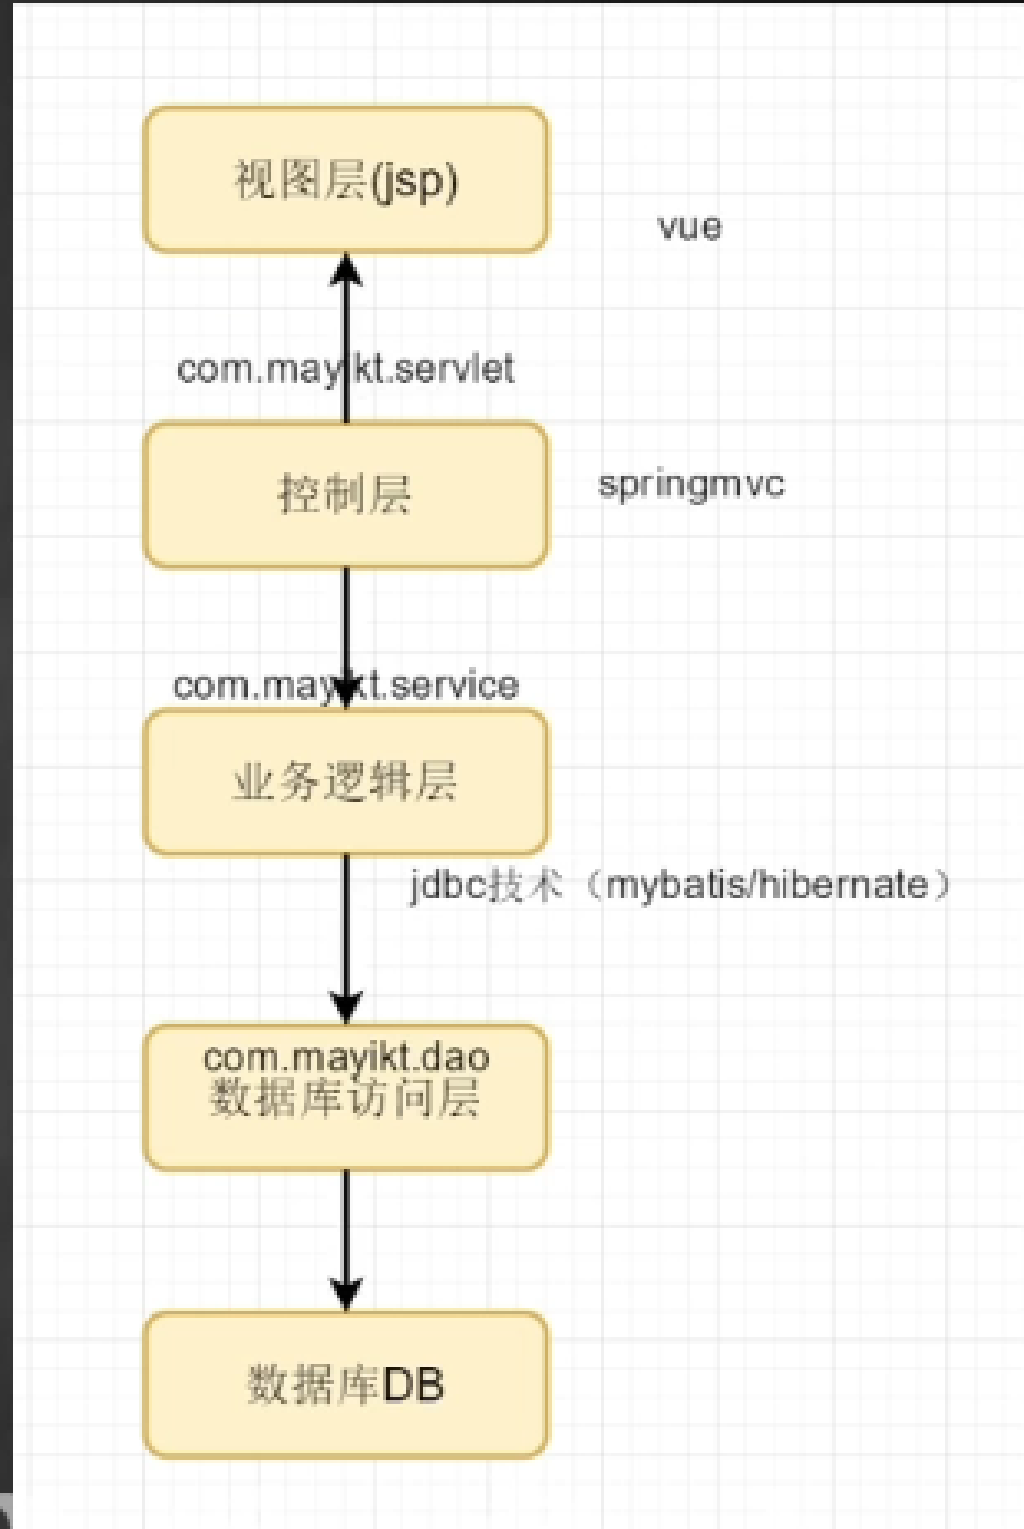 视图层(jsp)
vue
com.mayikt.servlet
控制层
springmvc
com.mayikt.service
业务逻辑层
jdbc技术（mybatis/hibernate）
com.mayikt.dao
数据库访问层
数据库DB